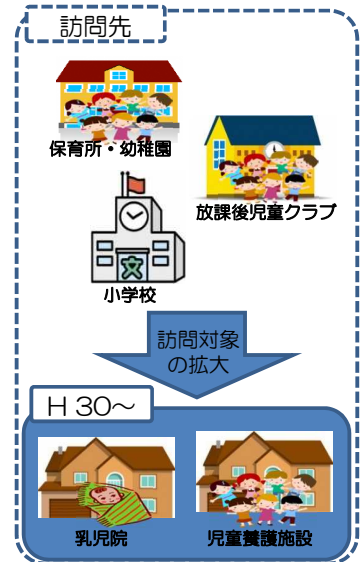 訪問先
保育所・幼稚園
放課後児童クラブ
文
小学校
訪問対象
の拡大
H 30～
乳児院
児童養護施設